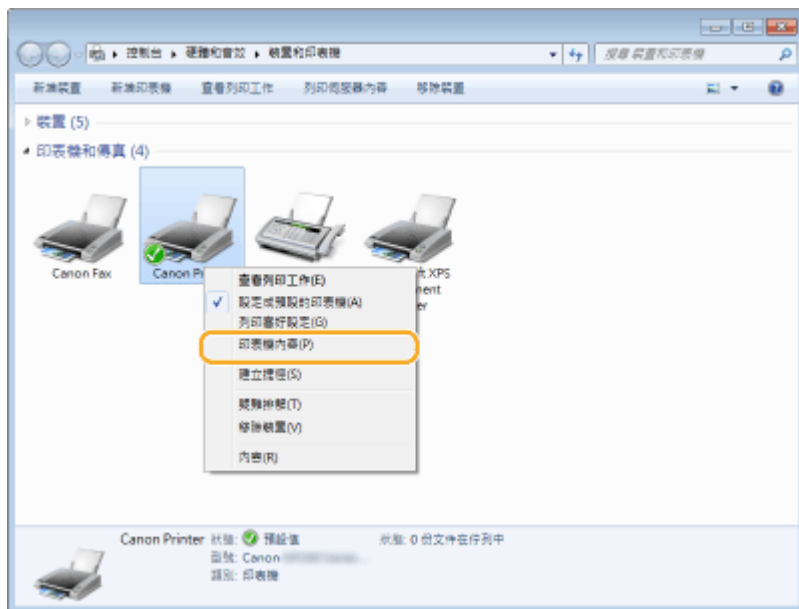 控制台 ▸ 硬體和音效 ▸ 裝置和印表機
搜尋 裝置和印表機
新增裝置 新增印表機 查看列印工作 列印伺服器內容 移除裝置
裝置 (5)
印表機和傳真 (4)
Canon Fax
Canon Pr
XPS
ment
er
查看列印工作(E)
設定成預設的印表機(A)
列印喜好設定(G)
印表機內容(P)
建立捷徑(S)
疑難排解(T)
移除裝置(V)
內容(R)
Canon Printer 狀態: 預設值 狀態: 0 份文件在佇列中
型號: Canon
類別: 印表機